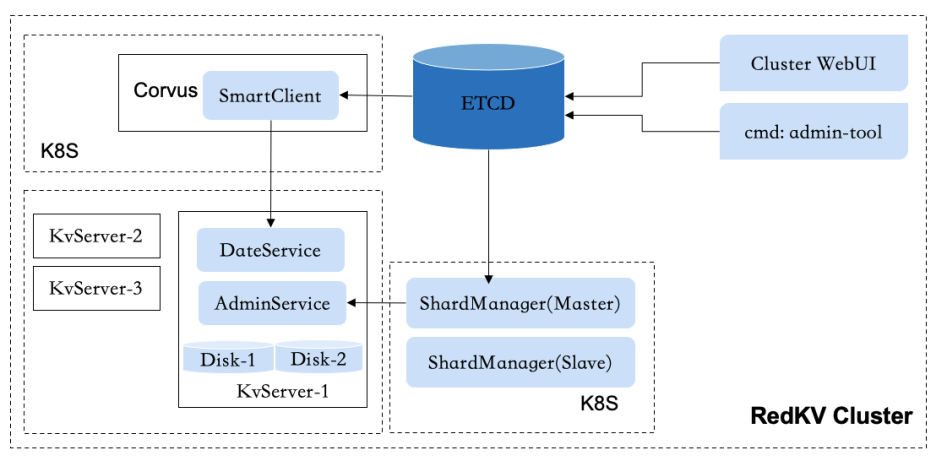 Corvus
SmartClient
K8S
ETCD
Cluster WebUI
cmd: admin-tool
KvServer-2
KvServer-3
DateService
AdminService
Disk-1
Disk-2
KvServer-1
ShardManager(Master)
ShardManager(Slave)
K8S
RedKV Cluster